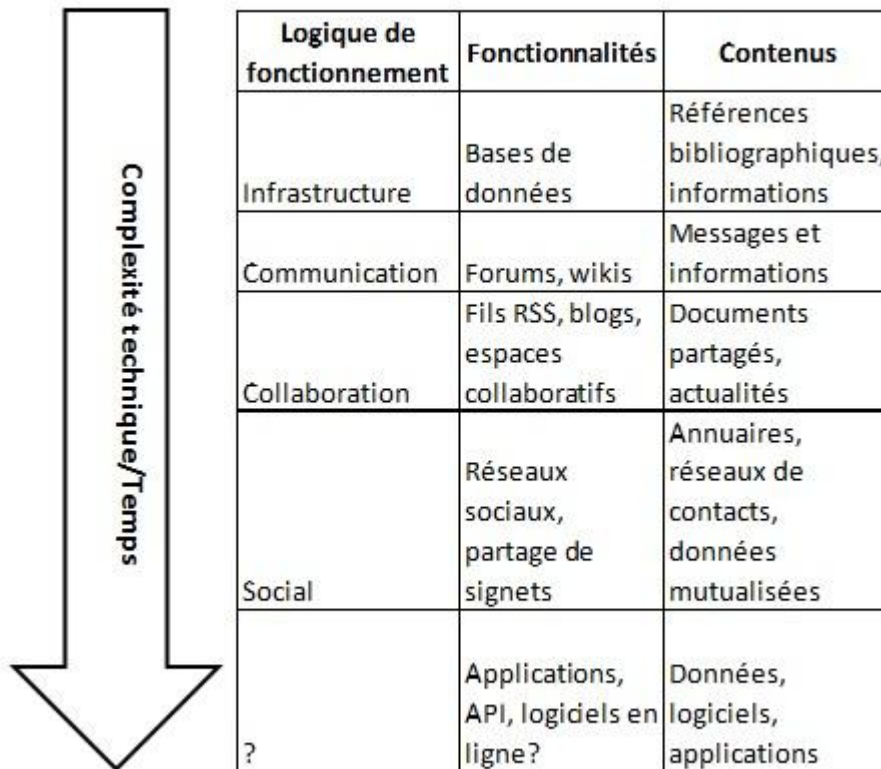 Complexité technique/Temps
Logique de
fonctionnement
Fonctionnalités
Contenus
Infrastructure
Bases de
données
Références
bibliographiques,
informations
Communication
Forums, wikis
Messages et
informations
Collaboration
Fils RSS, blogs,
espaces
collaboratifs
Documents
partagés,
actualités
Social
Réseaux
sociaux,
partage de
signets
Annuaires,
réseaux de
contacts,
données
mutualisées
?
Applications,
API, logiciels en
ligne?
Données,
logiciels,
applications